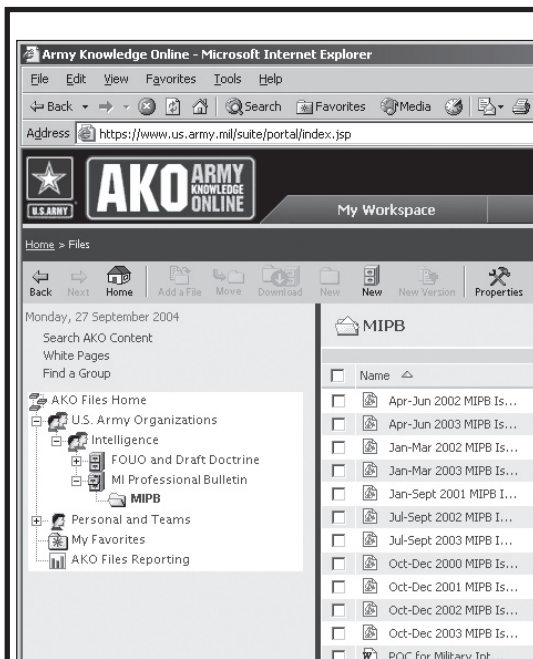 Army Knowledge Online - Microsoft Internet Explorer
File Edit View Favorites Tools Help
Back Search Favorites Media
Address https://www.us.army.mil/suite/portal/index.jsp
U.S.ARMY
AKO ARMY KNOWLEDGE ONLINE
My Workspace
Home > Files
Back Next Home Add a File Move Download New New New Version Properties
Monday, 27 September 2004
Search AKO Content
White Pages
Find a Group
AKO Files Home
U.S. Army Organizations
Intelligence
FOUO and Draft Doctrine
MI Professional Bulletin
MIPB
Personal and Teams
My Favorites
AKO Files Reporting
MIPB
Name
Apr-Jun 2002 MIPB Is...
Apr-Jun 2003 MIPB Is...
Jan-Mar 2002 MIPB Is...
Jan-Mar 2003 MIPB Is...
Jan-Sept 2001 MIPB I...
Jul-Sept 2002 MIPB I...
Jul-Sept 2003 MIPB I...
Oct-Dec 2000 MIPB Is...
Oct-Dec 2001 MIPB Is...
Oct-Dec 2002 MIPB Is...
Oct-Dec 2003 MIPB Is...
POC for Military Int...